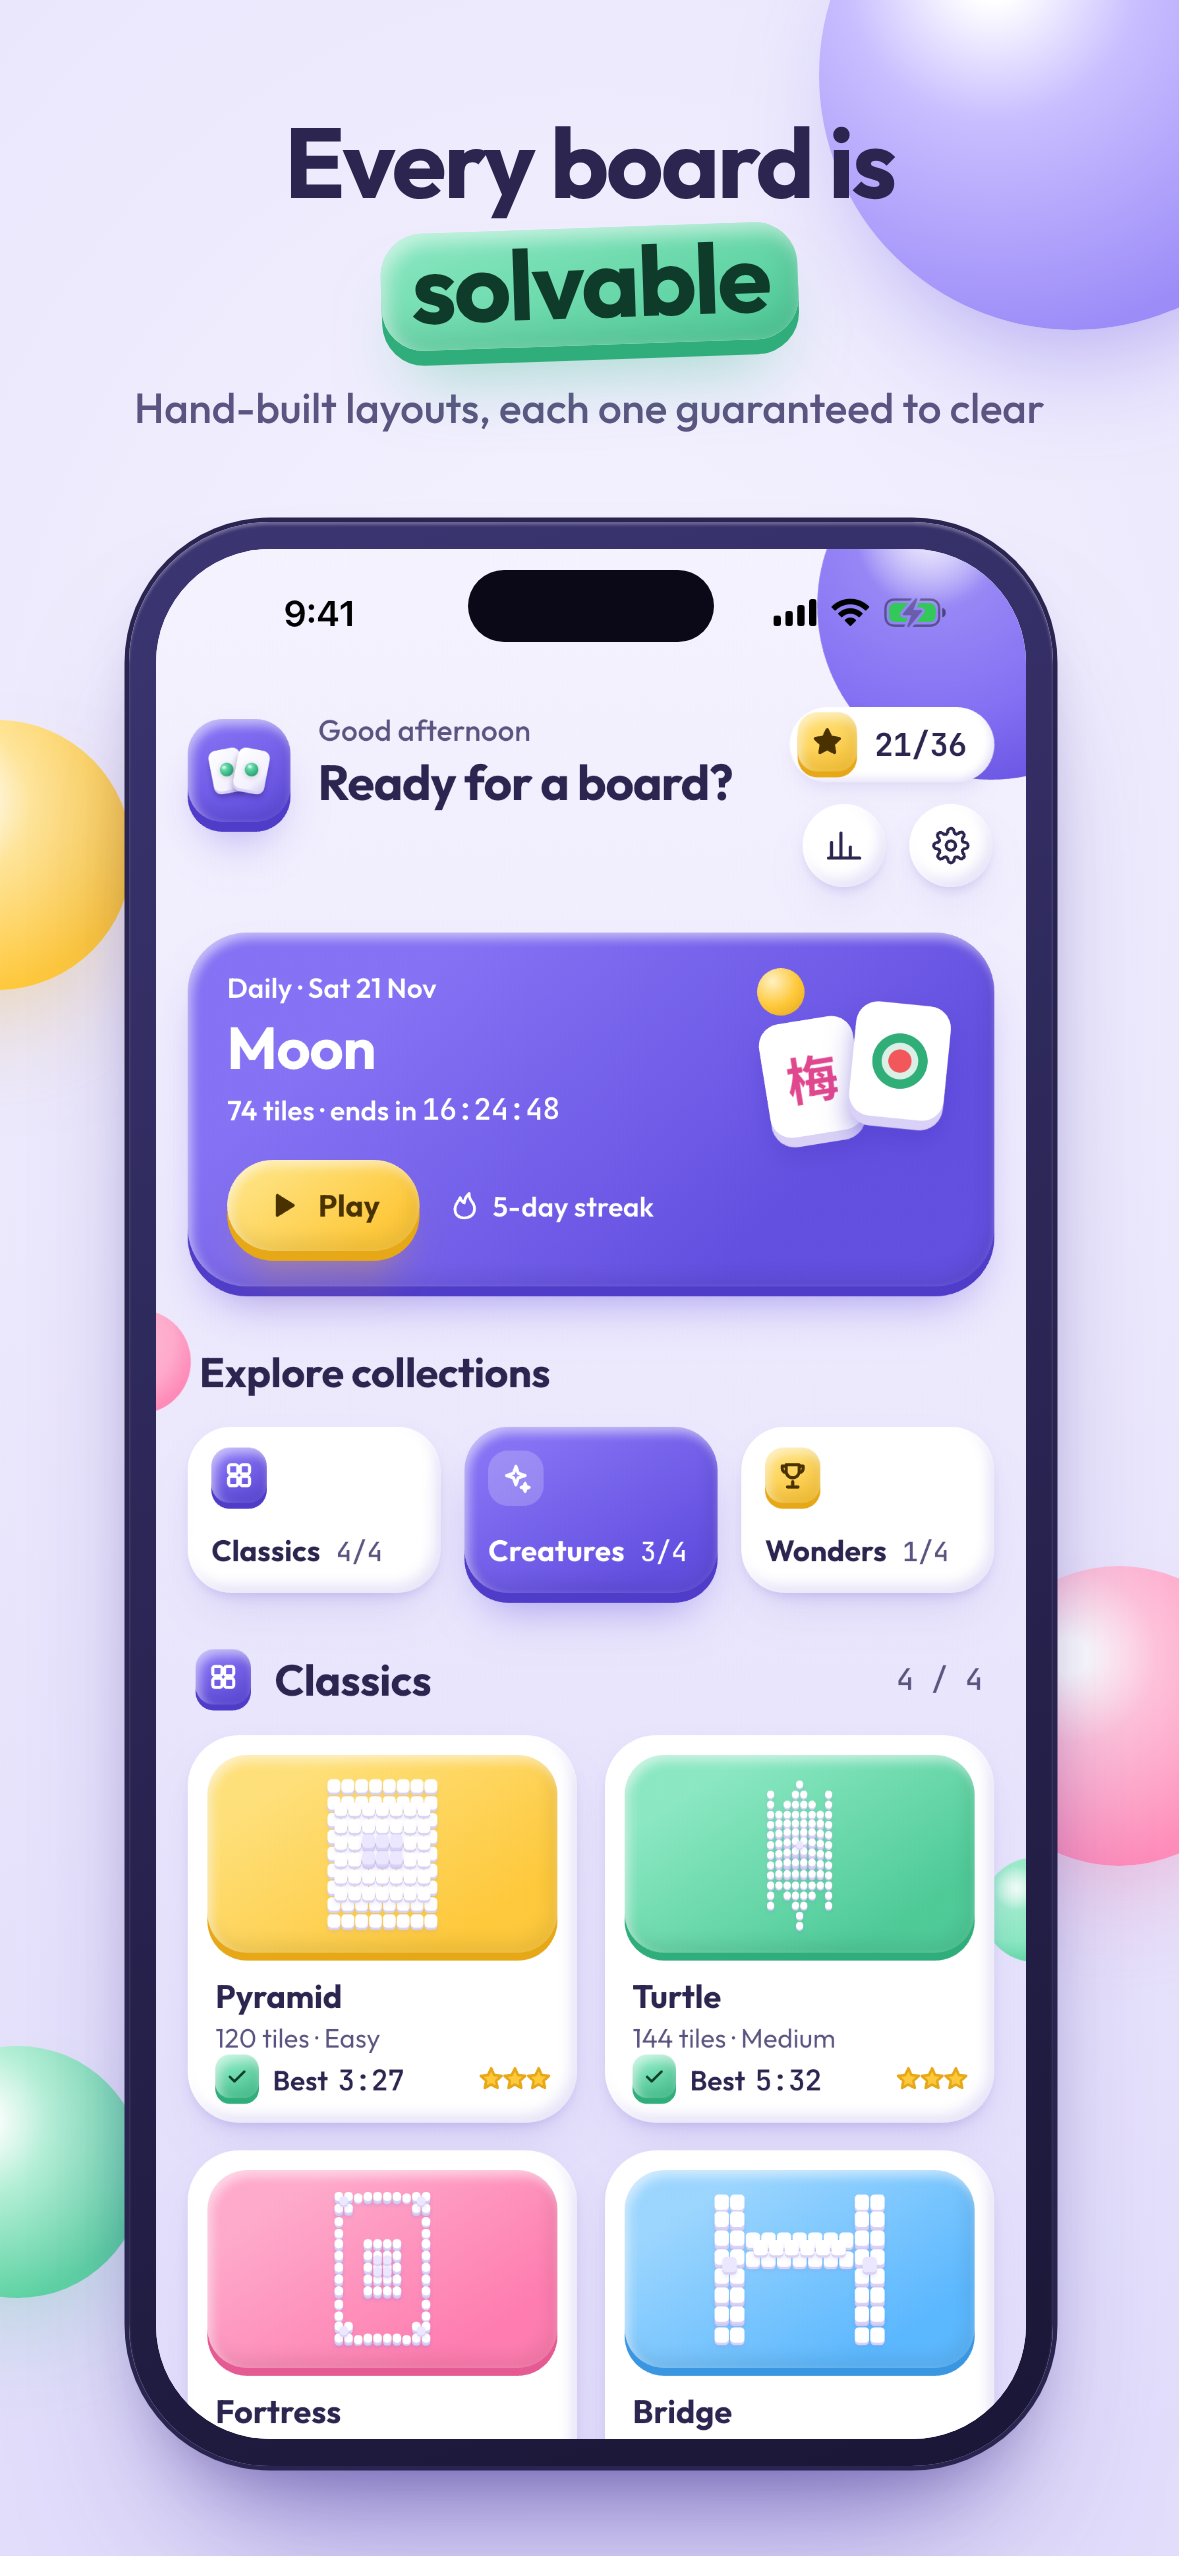 Every board is
solvable
Hand-built layouts, each one guaranteed to clear
9:41
Good afternoon
Ready for a board?
21/36
Daily · Sat 21 Nov
Moon
74 tiles · ends in 16:24:48
梅
Play
5-day streak
Explore collections
Classics 4/4
Creatures 3/4
Wonders 1/4
Classics
4 / 4
Pyramid
120 tiles · Easy
Best 3:27
Turtle
144 tiles · Medium
Best 5:32
Fortress
Bridge